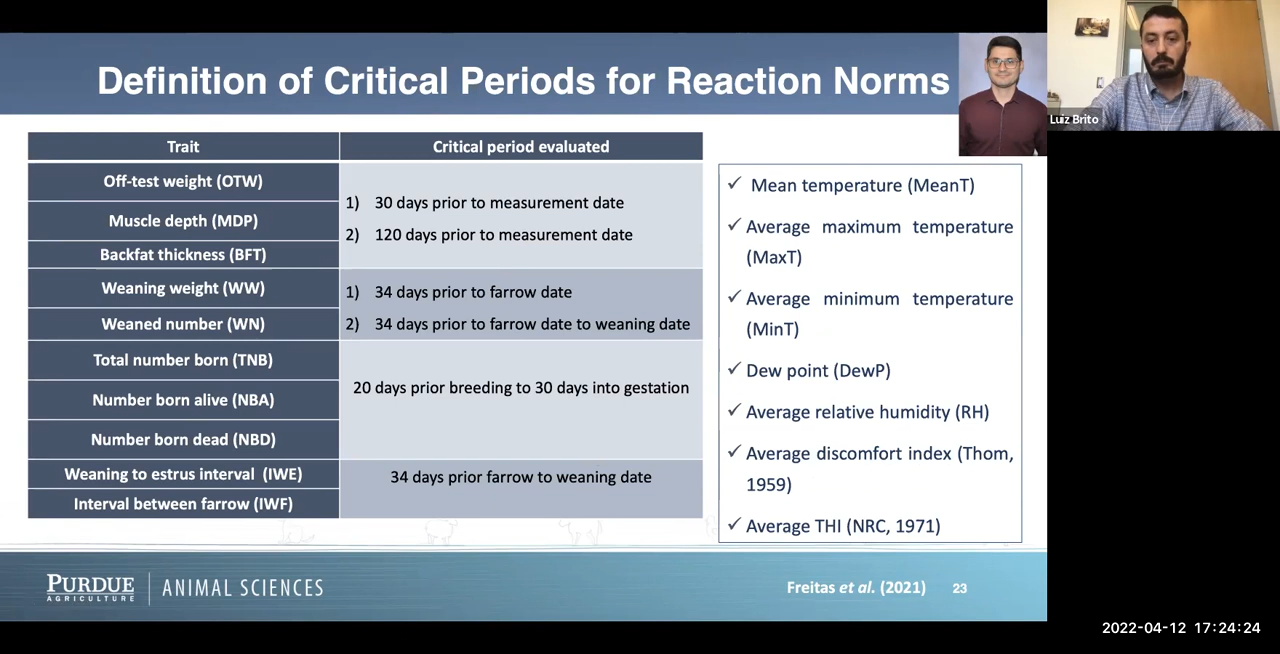 Definition of Critical Periods for Reaction Norms
Luiz Brito
Trait
Critical period evaluated
Off-test weight (OTW)
Muscle depth (MDP)
Backfat thickness (BFT)
1) 30 days prior to measurement date
2) 120 days prior to measurement date
Weaning weight (WW)
Weaned number (WN)
1) 34 days prior to farrow date
2) 34 days prior to farrow date to weaning date
Total number born (TNB)
Number born alive (NBA)
Number born dead (NBD)
20 days prior breeding to 30 days into gestation
Weaning to estrus interval (IWE)
Interval between farrow (IWF)
34 days prior farrow to weaning date
✓ Mean temperature (MeanT)
✓ Average maximum temperature
(MaxT)
✓ Average minimum temperature
(MinT)
✓ Dew point (DewP)
✓ Average relative humidity (RH)
✓ Average discomfort index (Thom,
1959)
✓ Average THI (NRC, 1971)
PURDUE
AGRICULTURE
ANIMAL SCIENCES
Freitas et al. (2021)
23
2022-04-12 17:24:24